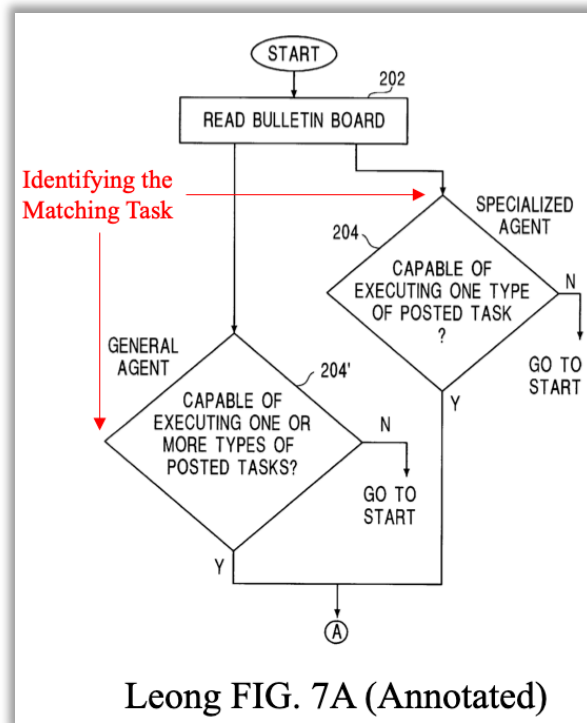 START
202
READ BULLETIN BOARD
Identifying the
Matching Task
SPECIALIZED
AGENT
204
CAPABLE OF
EXECUTING ONE TYPE
OF POSTED TASK
?
N
GO TO
START
Y
GENERAL
AGENT
204'
CAPABLE OF
EXECUTING ONE OR
MORE TYPES OF
POSTED TASKS?
N
GO TO
START
Y
A
Leong FIG. 7A (Annotated)